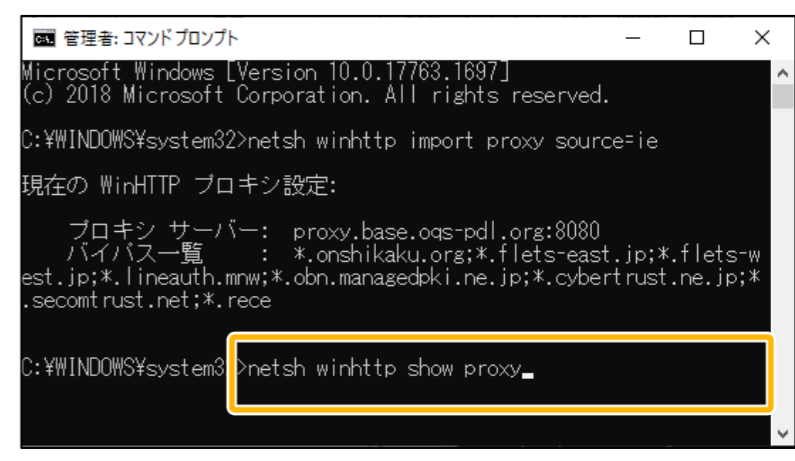 管理者: コマンド プロンプト
Microsoft Windows [Version 10.0.17763.1697]
(c) 2018 Microsoft Corporation. All rights reserved.
C:¥WINDOWS¥system32>netsh winhttp import proxy source=ie
現在の WinHTTP プロキシ設定:
プロキシ サーバー: proxy.base.oqs-pdl.org:8080
バイパス一覧 : *.onshikaku.org;*.flets-east.jp;*.flets-w
est.jp;*.lineauth.mnw;*.obn.managedpki.ne.jp;*.cybertrust.ne.jp;*
.secomtrust.net;*.rece
C:¥WINDOWS¥system3>netsh winhttp show proxy